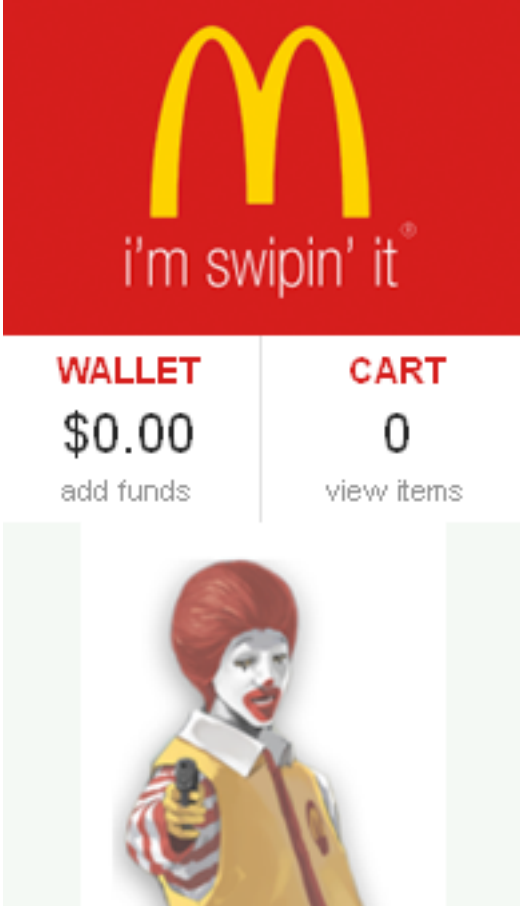 i'm swipin' it®
WALLET
CART
$0.00
0
add funds
view items